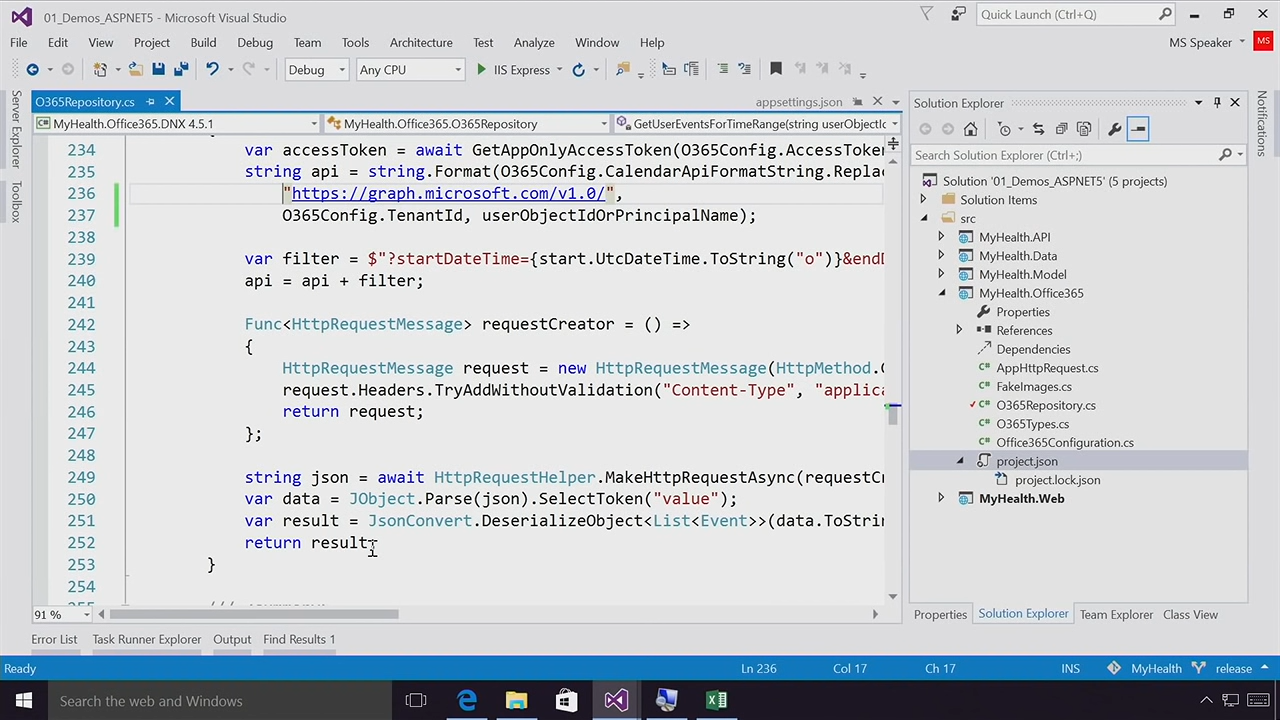 01_Demos_ASPNET5 - Microsoft Visual Studio
Quick Launch (Ctrl+Q)
File Edit View Project Build Debug Team Tools Architecture Test Analyze Window Help
MS Speaker
MS
Debug Any CPU IIS Express
Server Explorer
Toolbox
O365Repository.cs
appsettings.json
MyHealth.Office365.DNX 4.5.1 MyHealth.Office365.O365Repository GetUserEventsForTimeRange(string userObjectId
234 var accessToken = await GetAppOnlyAccessToken(O365Config.AccessToken
235 string api = string.Format(O365Config.CalendarApiFormatString.Replace
236 "https://graph.microsoft.com/v1.0/",
237 O365Config.TenantId, userObjectIdOrPrincipalName);
238
239 var filter = $"?startDateTime={start.UtcDateTime.ToString("o")}&endD
240 api = api + filter;
241
242 Func<HttpRequestMessage> requestCreator = () =>
243 {
244 HttpRequestMessage request = new HttpRequestMessage(HttpMethod.G
245 request.Headers.TryAddWithoutValidation("Content-Type", "applica
246 return request;
247 };
248
249 string json = await HttpRequestHelper.MakeHttpRequestAsync(requestCr
250 var data = JObject.Parse(json).SelectToken("value");
251 var result = JsonConvert.DeserializeObject<List<Event>>(data.ToStrin
252 return result;
253 }
254
91 %
Solution Explorer
Search Solution Explorer (Ctrl+;)
Solution '01_Demos_ASPNET5' (5 projects)
Solution Items
src
MyHealth.API
MyHealth.Data
MyHealth.Model
MyHealth.Office365
Properties
References
Dependencies
AppHttpRequest.cs
FakeImages.cs
O365Repository.cs
O365Types.cs
Office365Configuration.cs
project.json
project.lock.json
MyHealth.Web
Properties Solution Explorer Team Explorer Class View
Notifications
Error List Task Runner Explorer Output Find Results 1
Ready Ln 236 Col 17 Ch 17 INS MyHealth release
Search the web and Windows